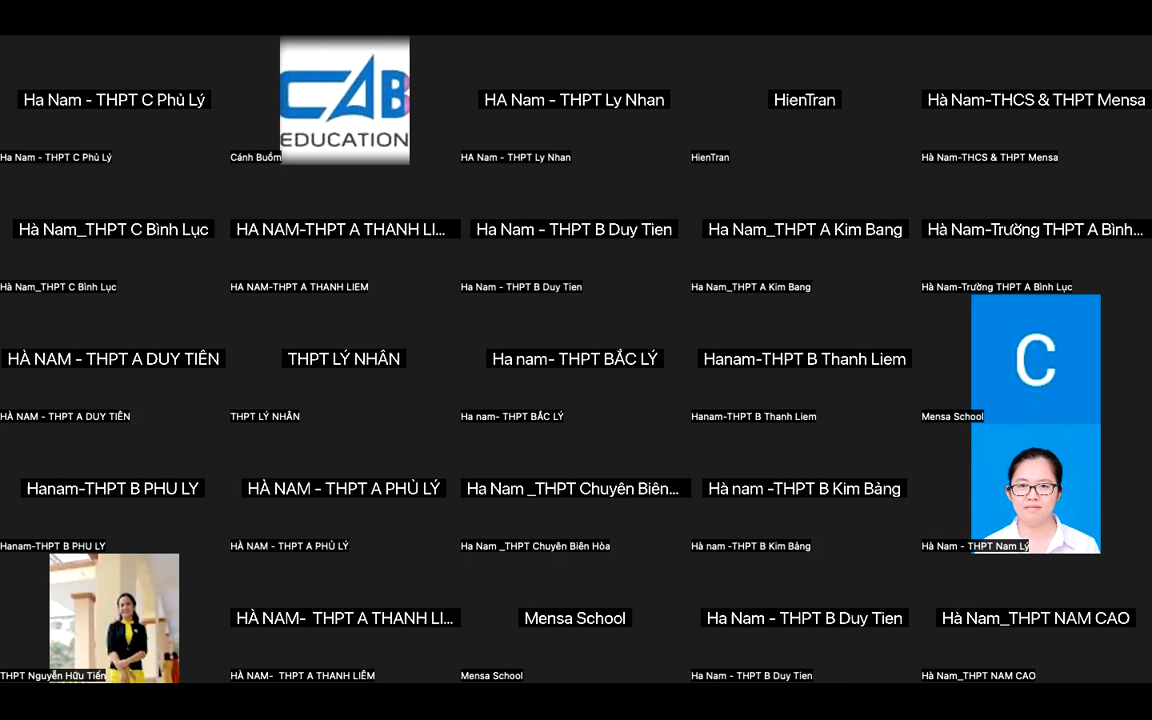 Ha Nam - THPT C Phủ Lý
CAB
EDUCATION
HA Nam - THPT Ly Nhan
HienTran
Hà Nam-THCS & THPT Mensa
Ha Nam - THPT C Phủ Lý
Cánh Buồm
HA Nam - THPT Ly Nhan
HienTran
Hà Nam-THCS & THPT Mensa
Hà Nam_THPT C Bình Lục
HA NAM-THPT A THANH LI...
Ha Nam - THPT B Duy Tien
Ha Nam_THPT A Kim Bang
Hà Nam-Trường THPT A Bình...
Hà Nam_THPT C Bình Lục
HA NAM-THPT A THANH LIEM
Ha Nam - THPT B Duy Tien
Ha Nam_THPT A Kim Bang
Hà Nam-Trường THPT A Bình Lục
HÀ NAM - THPT A DUY TIÊN
THPT LÝ NHÂN
Ha nam- THPT BẮC LÝ
Hanam-THPT B Thanh Liem
C
HÀ NAM - THPT A DUY TIÊN
THPT LÝ NHÂN
Ha nam- THPT BẮC LÝ
Hanam-THPT B Thanh Liem
Mensa School
Hanam-THPT B PHU LY
HÀ NAM - THPT A PHỦ LÝ
Ha Nam _THPT Chuyên Biên...
Hà nam -THPT B Kim Bảng
Hanam-THPT B PHU LY
HÀ NAM - THPT A PHỦ LÝ
Ha Nam _THPT Chuyên Biên Hòa
Hà nam -THPT B Kim Bảng
Hà Nam - THPT Nam Lý
HÀ NAM-  THPT A THANH LI...
Mensa School
Ha Nam - THPT B Duy Tien
Hà Nam_THPT NAM CAO
THPT Nguyễn Hữu Tiến
HÀ NAM-  THPT A THANH LIÊM
Mensa School
Ha Nam - THPT B Duy Tien
Hà Nam_THPT NAM CAO